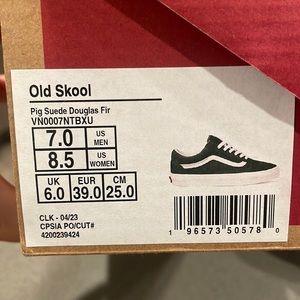 Old Skool
Pig Suede Douglas Fir
VN0007NTBXU
7.0 US MEN
8.5 US WOMEN
UK EUR CM
6.0 39.0 25.0
CLK - 04/23
CPSIA PO/CUT#
4200239424
1 96573 50578 0